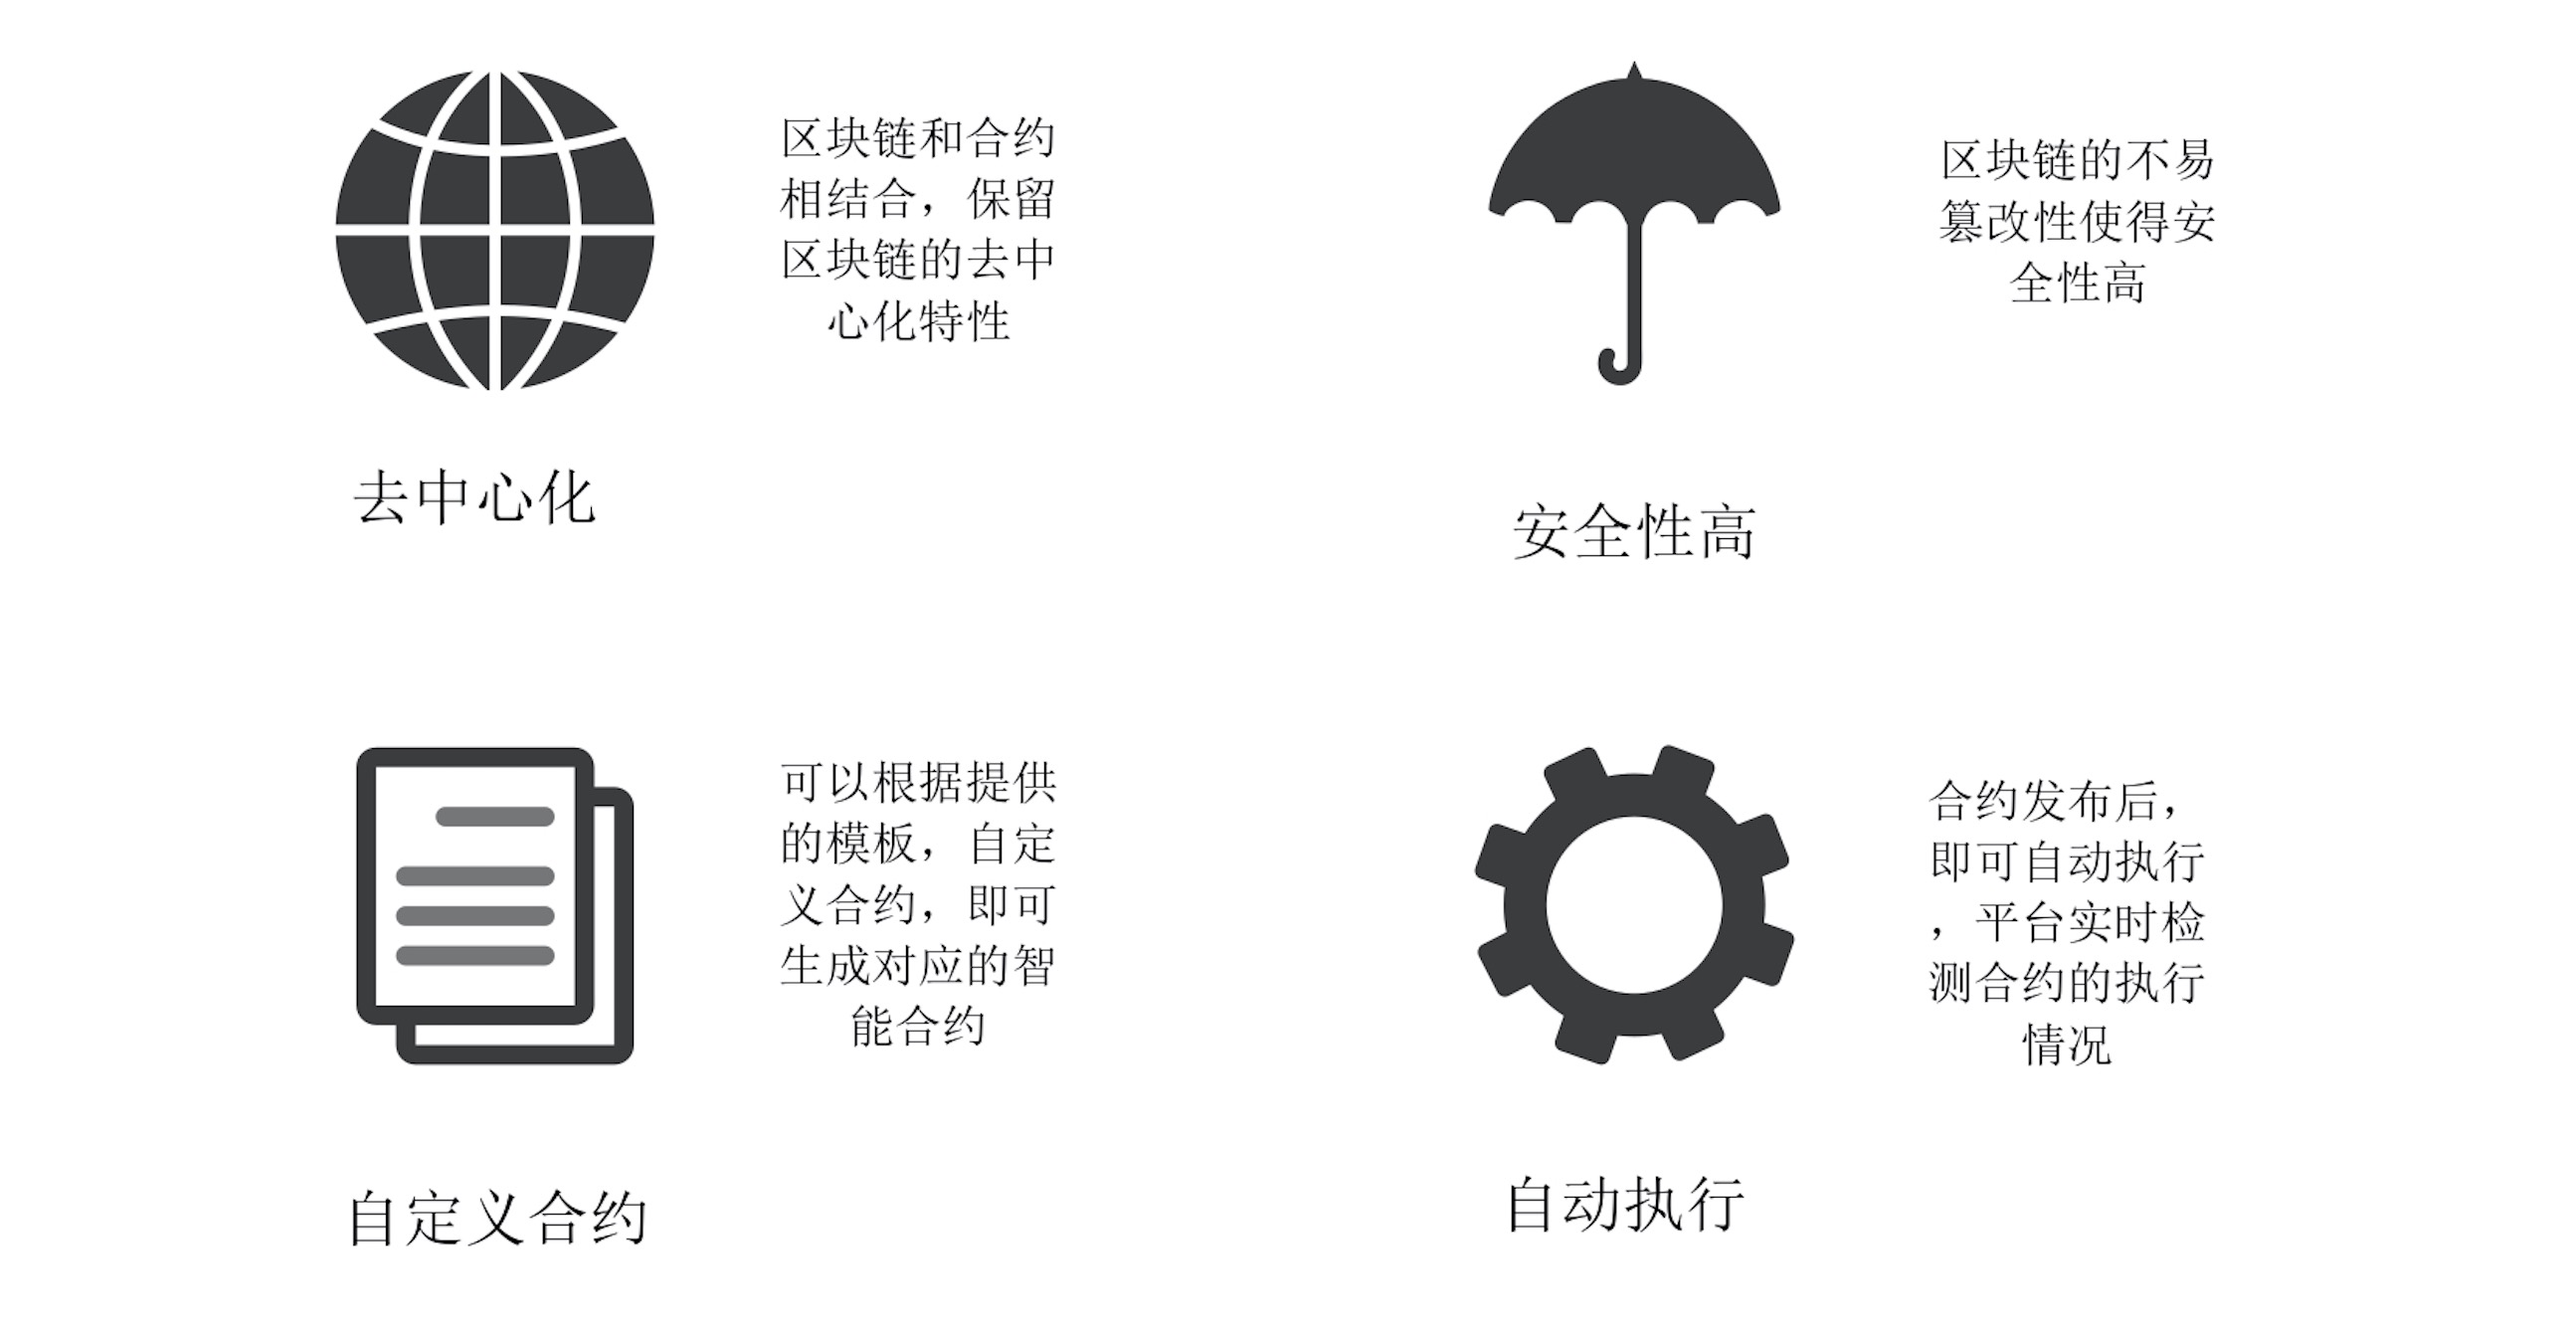 区块链和合约
相结合，保留
区块链的去中
心化特性
去中心化
区块链的不易
篡改性使得安
全性高
安全性高
可以根据提供
的模板，自定
义合约，即可
生成对应的智
能合约
自定义合约
合约发布后，
即可自动执行
，平台实时检
测合约的执行
情况
自动执行